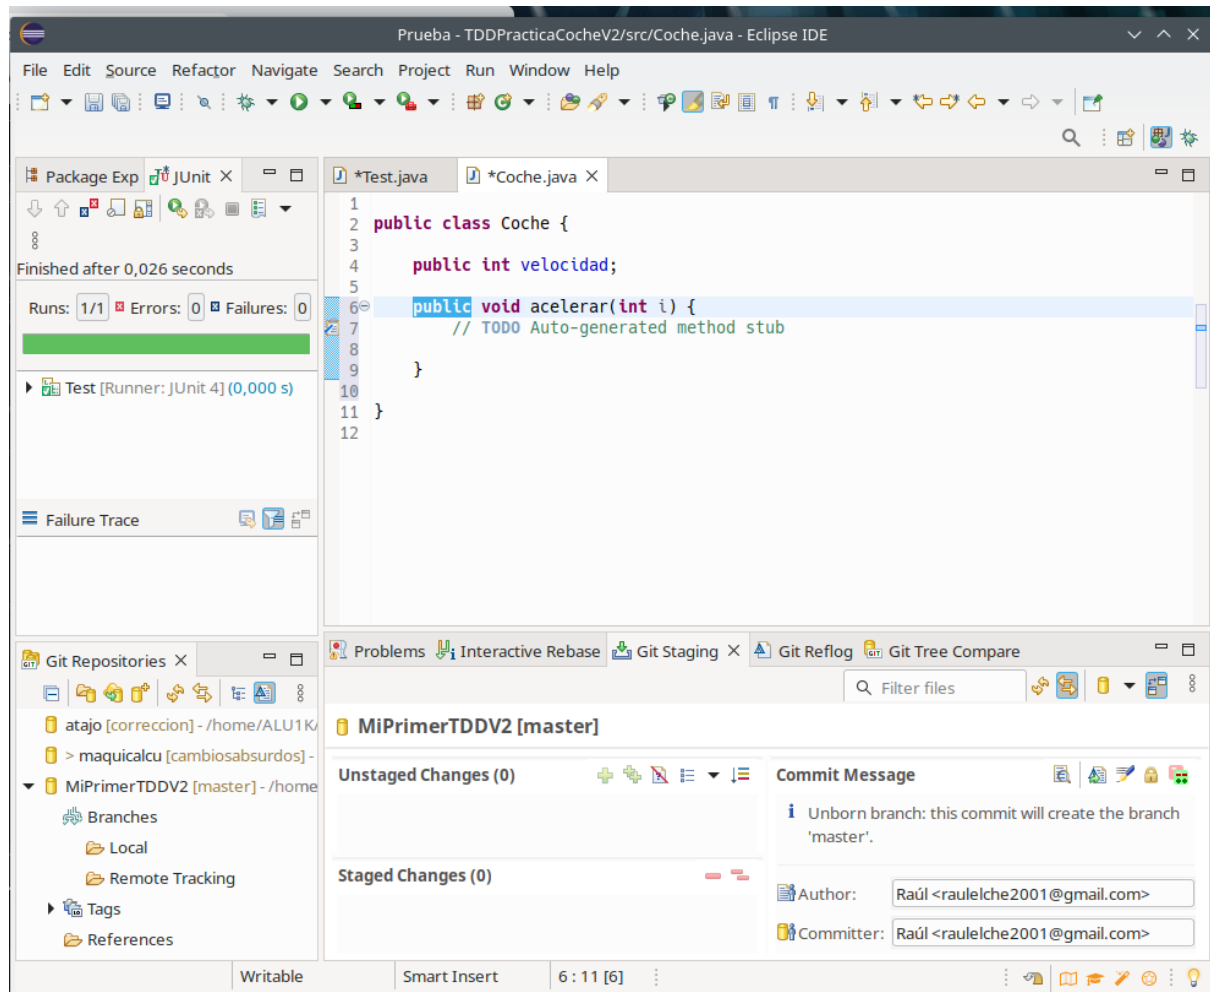 Prueba - TDDPracticaCocheV2/src/Coche.java - Eclipse IDE
File Edit Source Refactor Navigate Search Project Run Window Help
Package Exp JUnit
*Test.java *Coche.java
Finished after 0,026 seconds
Runs: 1/1 Errors: 0 Failures: 0
Test [Runner: JUnit 4] (0,000 s)
Failure Trace
1
2 public class Coche {
3
4 public int velocidad;
5
6 public void acelerar(int i) {
7 // TODO Auto-generated method stub
8
9 }
10
11 }
12
Git Repositories
atajo [correccion] - /home/ALU1K/
> maquicalcu [cambiosabsurdos] -
MiPrimerTDDV2 [master] - /home
Branches
Local
Remote Tracking
Tags
References
Problems Interactive Rebase Git Staging Git Reflog Git Tree Compare
Filter files
MiPrimerTDDV2 [master]
Unstaged Changes (0)
Staged Changes (0)
Commit Message
Unborn branch: this commit will create the branch
'master'.
Author: Raúl <raulelche2001@gmail.com>
Committer: Raúl <raulelche2001@gmail.com>
Writable Smart Insert 6 : 11 [6]